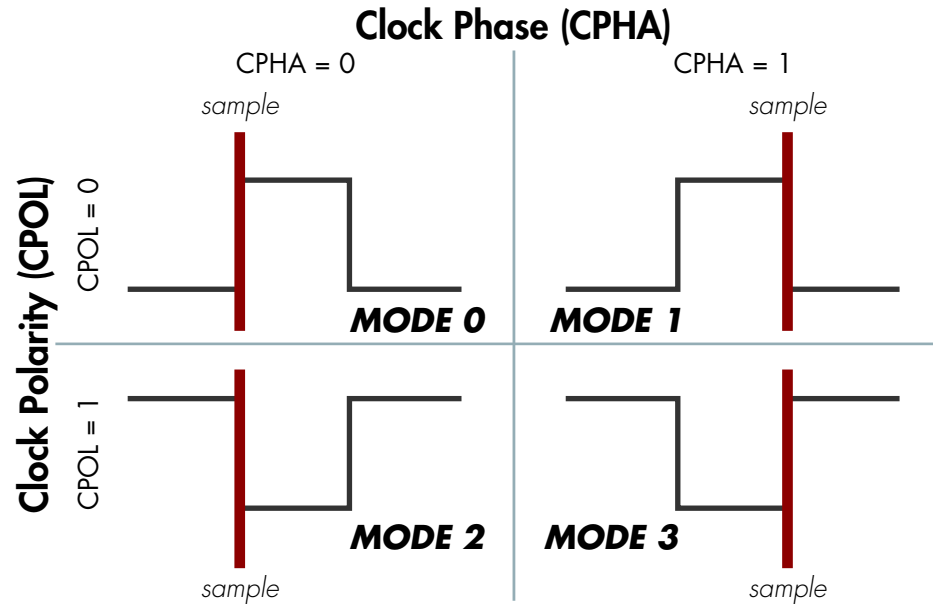 Clock Phase (CPHA)
CPHA = 0
CPHA = 1
sample
sample
Clock Polarity (CPOL)
CPOL = 0
MODE 0
MODE 1
CPOL = 1
MODE 2
MODE 3
sample
sample